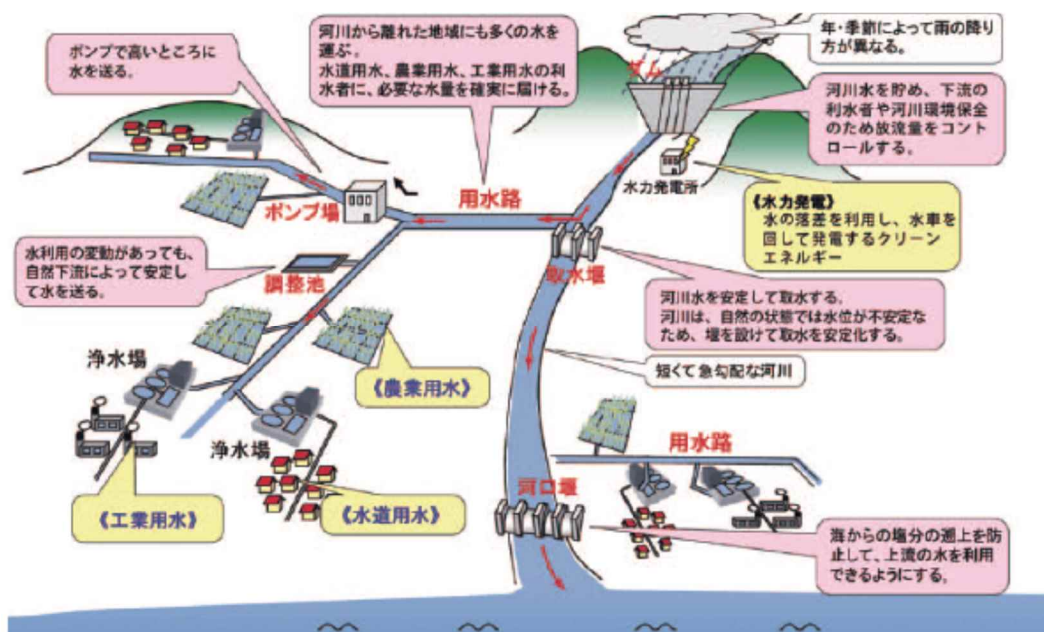 ポンプで高いところに
水を送る。
河川から離れた地域にも多くの水を
運ぶ。
水道用水、農業用水、工業用水の利
水者に、必要な水量を確実に届ける。
年・季節によって雨の降り
方が異なる。
ダム
河川水を貯め、下流の
利水者や河川環境保全
のため放流量をコント
ロールする。
水力発電所
《水力発電》
水の落差を利用し、水車を
回して発電するクリーン
エネルギー
ポンプ場
用水路
取水堰
水利用の変動があっても、
自然下流によって安定し
て水を送る。
調整池
河川水を安定して取水する。
河川は、自然の状態では水位が不安定な
ため、堰を設けて取水を安定化する。
短くて急勾配な河川
浄水場
《農業用水》
浄水場
用水路
《工業用水》
《水道用水》
河口堰
海からの塩分の遡上を防
止して、上流の水を利用
できるようにする。